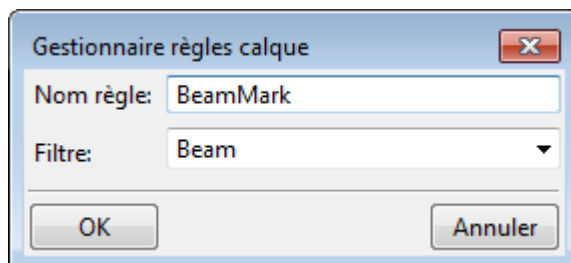 Gestionnaire règles calque
Nom règle: BeamMark
Filtre: Beam
OK Annuler